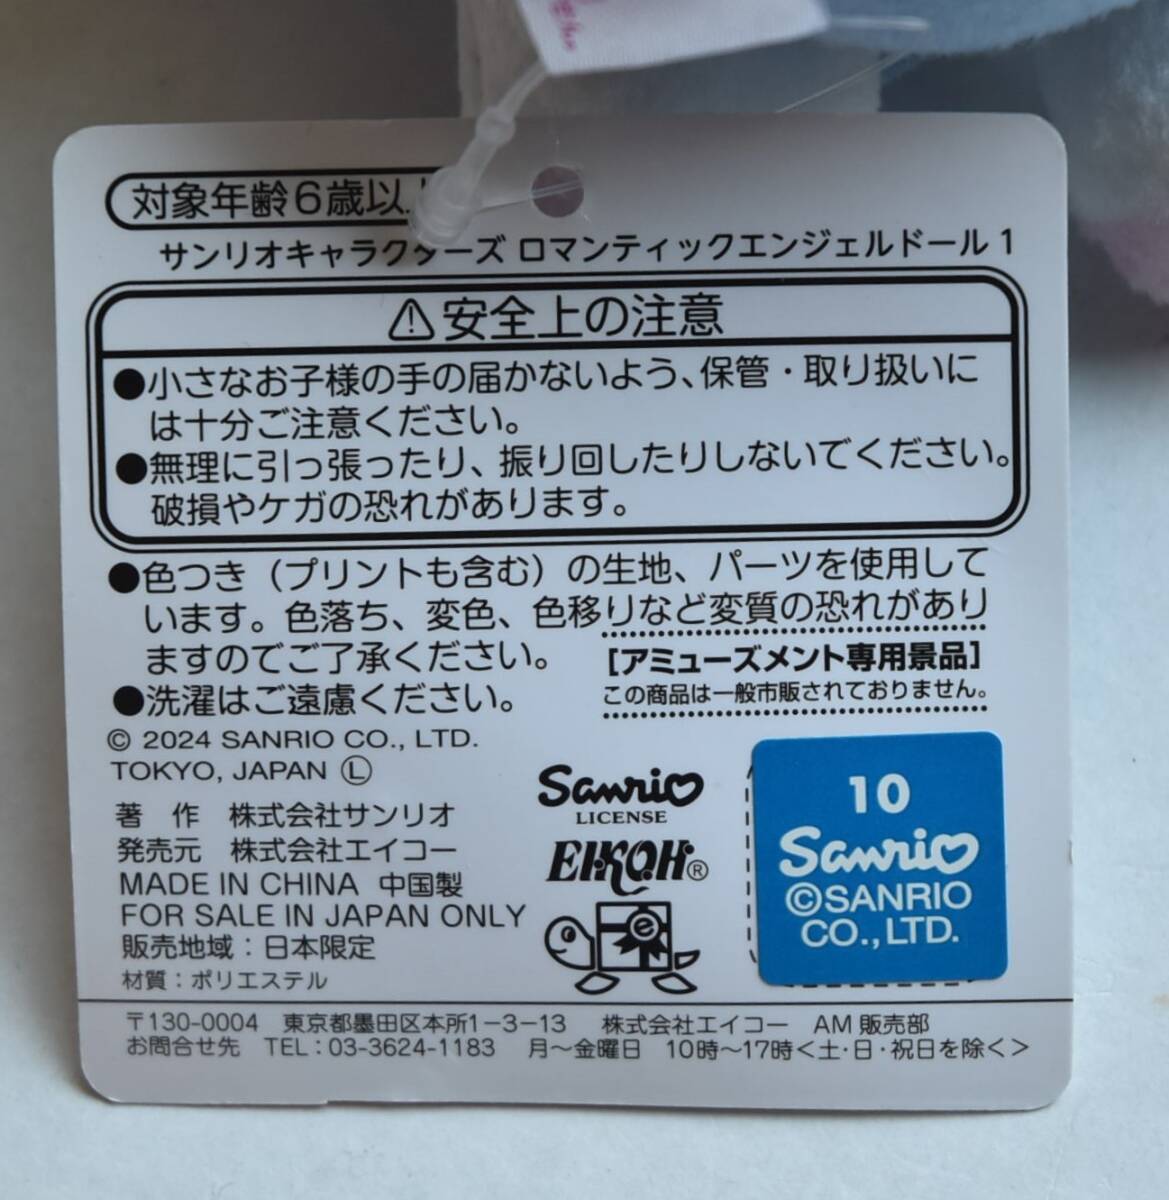 対象年齢6歳以
サンリオキャラクターズ ロマンティックエンジェルドール1
⚠安全上の注意
●小さなお子様の手の届かないよう、保管・取り扱いに
は十分ご注意ください。
●無理に引っ張ったり、振り回したりしないでください。
破損やケガの恐れがあります。
●色つき（プリントも含む）の生地、パーツを使用して
います。色落ち、変色、色移りなど変質の恐れがあり
ますのでご了承ください。
●洗濯はご遠慮ください。
[アミューズメント専用景品]
この商品は一般市販されておりません。
© 2024 SANRIO CO., LTD.
TOKYO, JAPAN Ⓛ
著 作 株式会社サンリオ
発売元 株式会社エイコー
MADE IN CHINA 中国製
FOR SALE IN JAPAN ONLY
販売地域：日本限定
材質：ポリエステル
Sanrio
LICENSE
EIKOH®
e
10
Sanrio
©SANRIO
CO.,LTD.
〒130-0004 東京都墨田区本所1-3-13 株式会社エイコー AM販売部
お問合せ先 TEL：03-3624-1183 月～金曜日 10時～17時<土・日・祝日を除く>